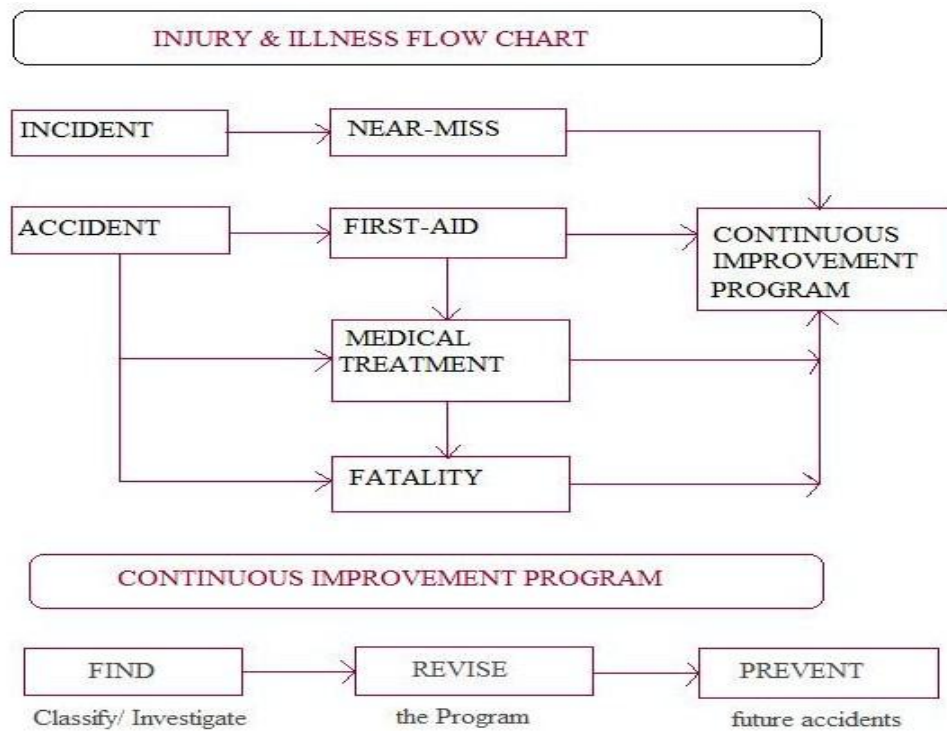 INJURY & ILLNESS FLOW CHART
INCIDENT
NEAR-MISS
ACCIDENT
FIRST-AID
CONTINUOUS
IMPROVEMENT
PROGRAM
MEDICAL
TREATMENT
FATALITY
CONTINUOUS IMPROVEMENT PROGRAM
FIND
REVISE
PREVENT
Classify/ Investigate
the Program
future accidents